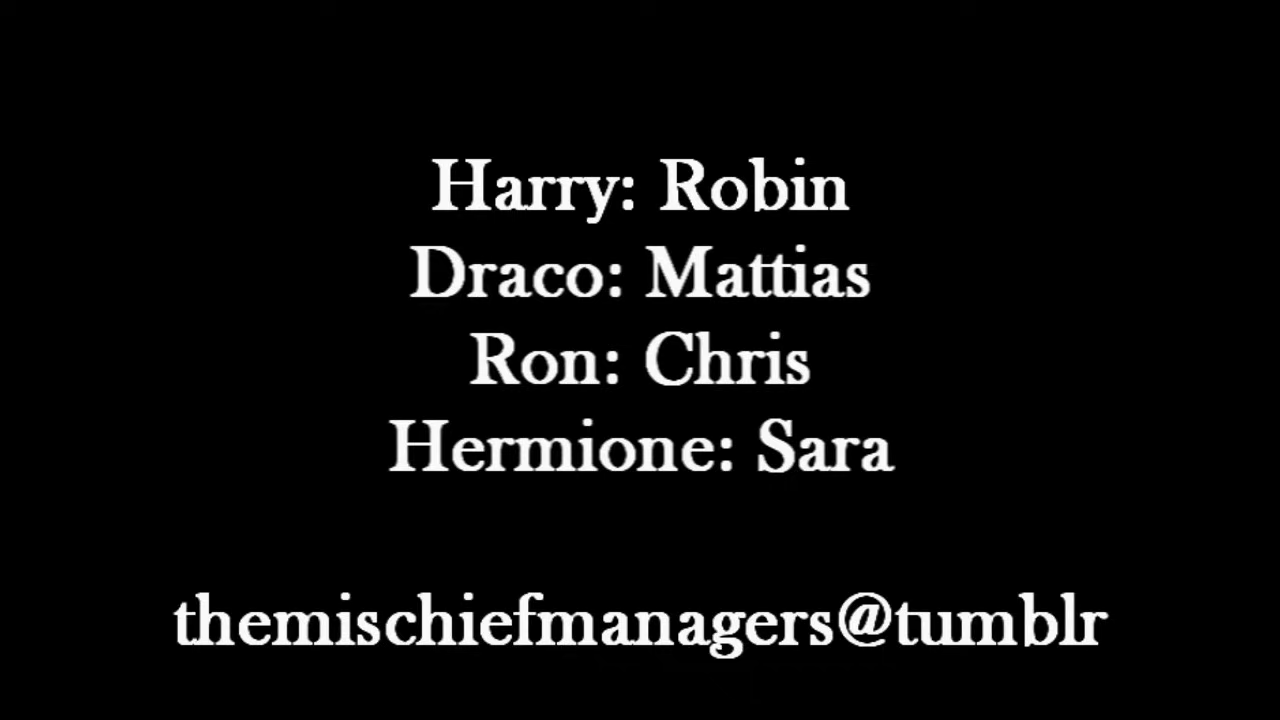 Harry: Robin
Draco: Mattias
Ron: Chris
Hermione: Sara
themischiefmanagers@tumblr